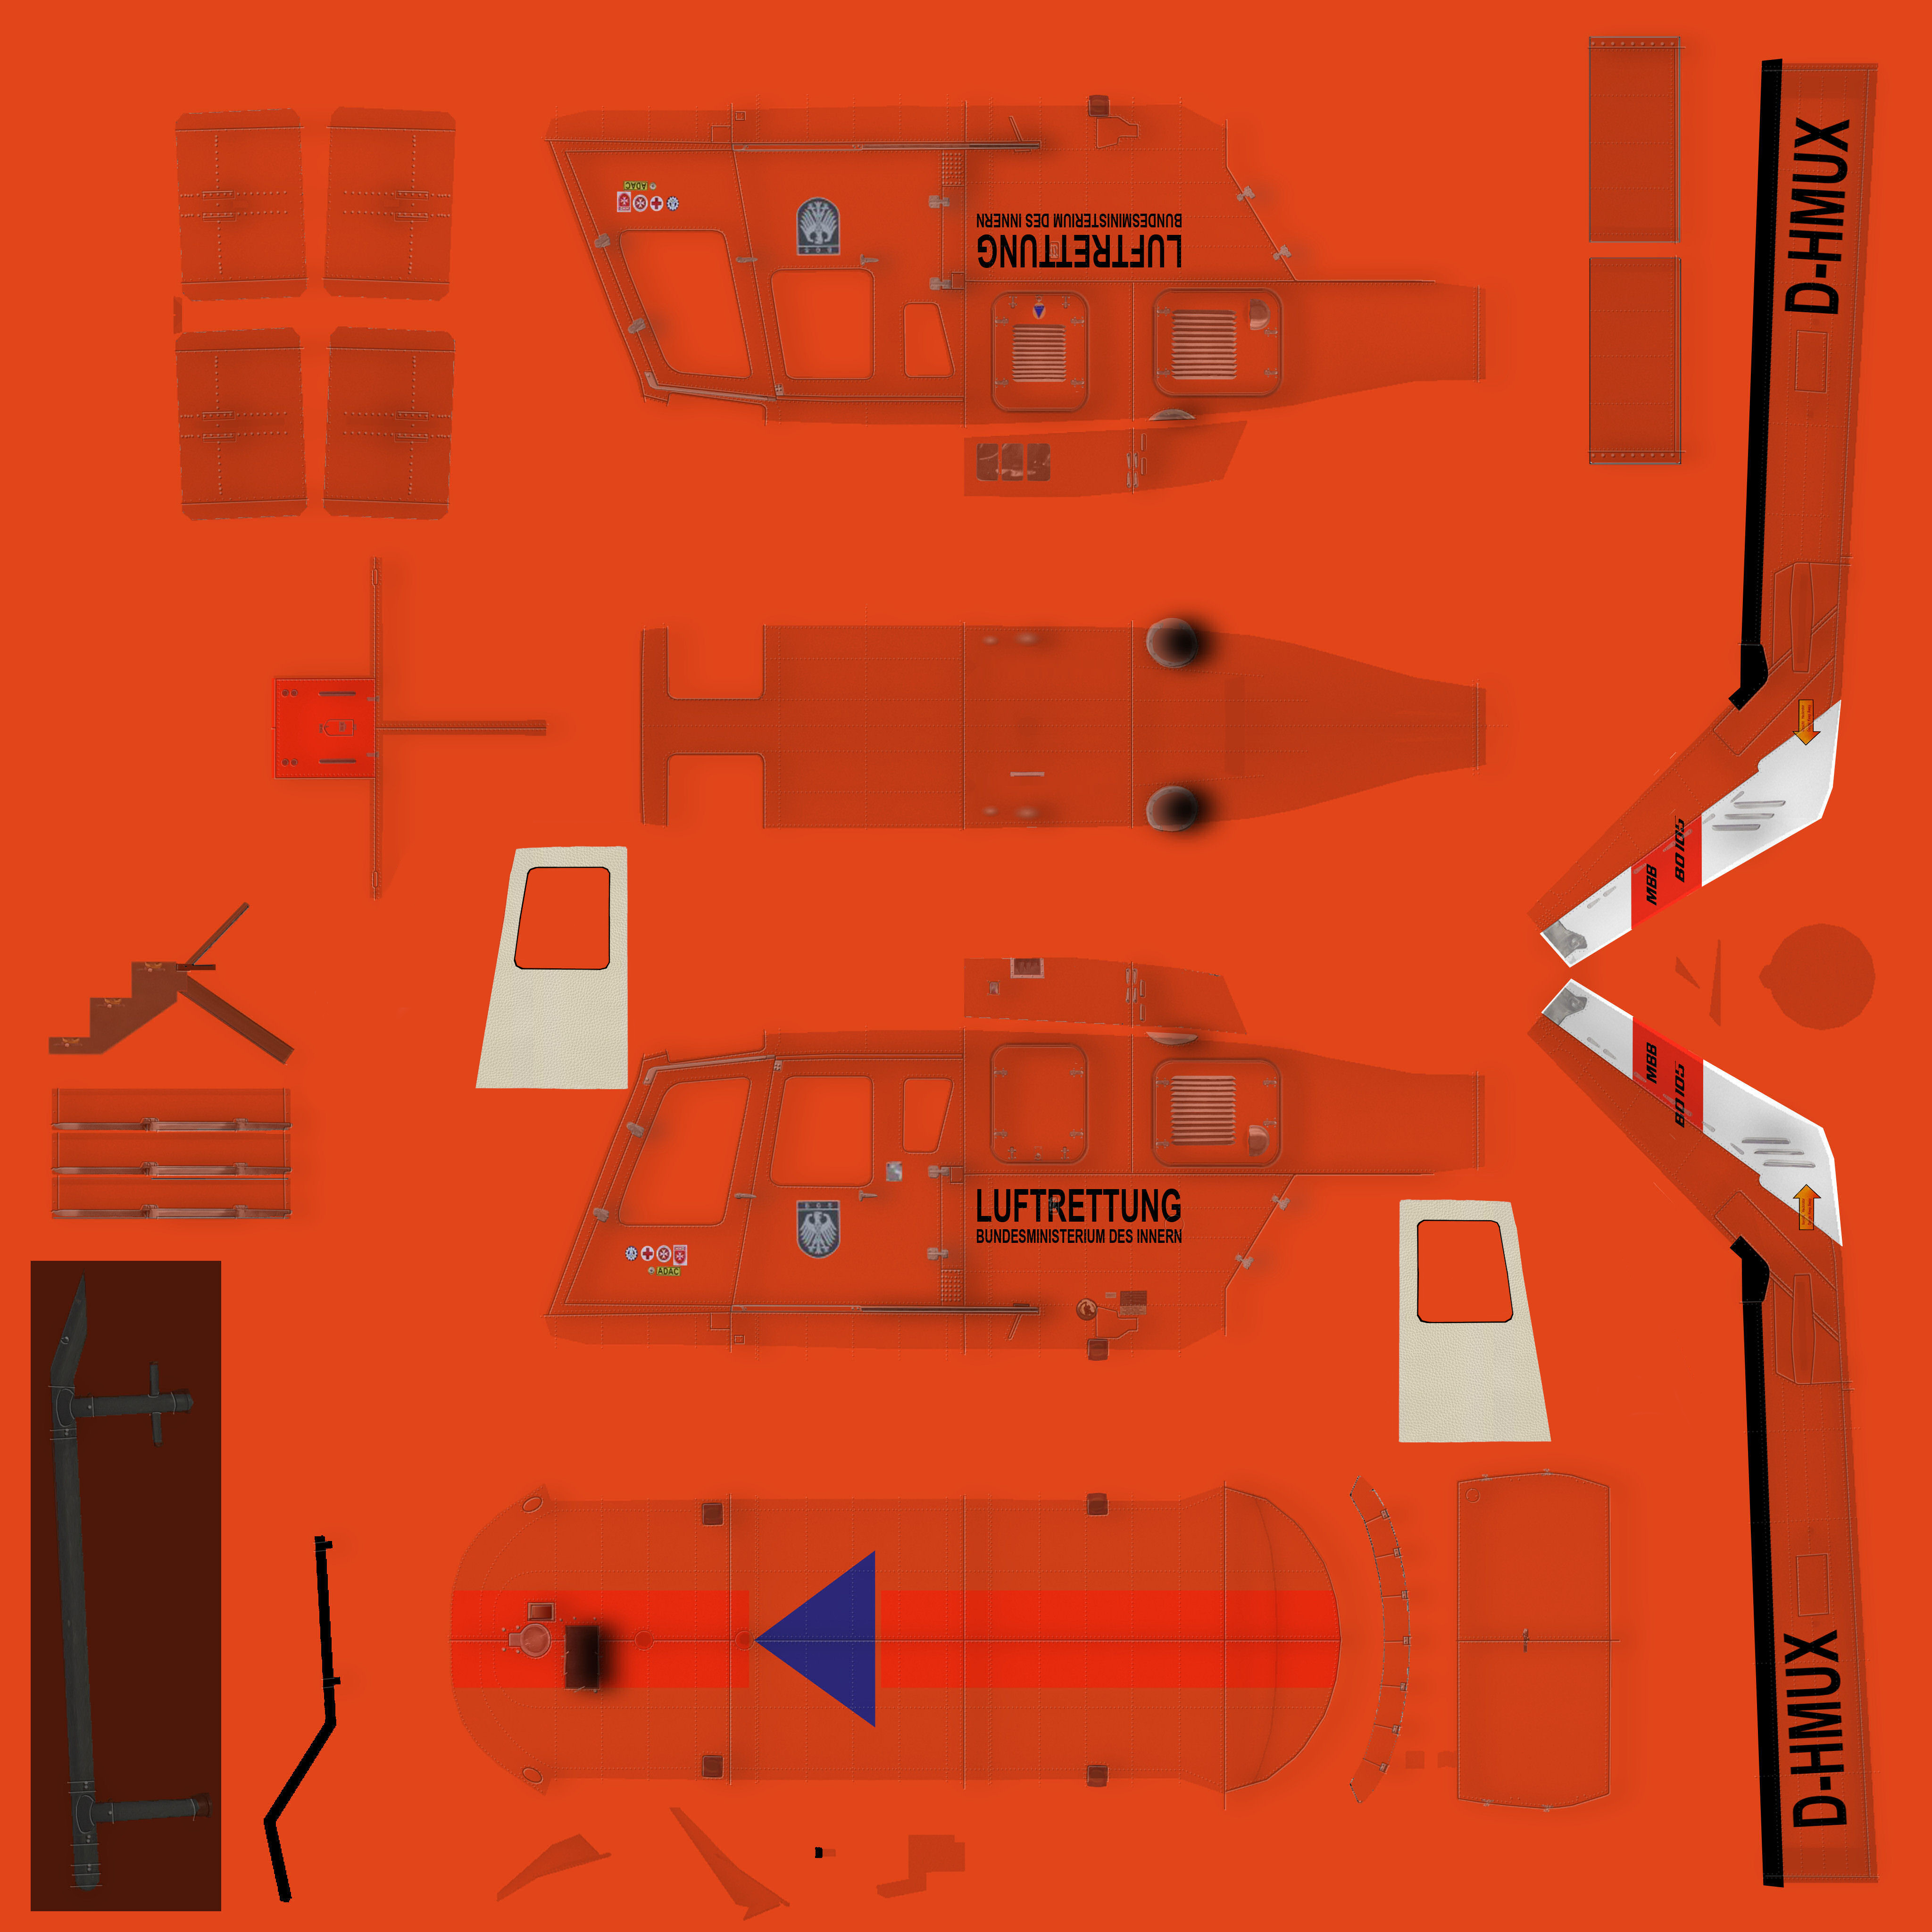 ADAC
BUNDESMINISTERIUM DES INNERN
LUFTRETTUNG
D-HMUX
MBB
BO 105
MBB
BO 105
LUFTRETTUNG
BUNDESMINISTERIUM DES INNERN
ADAC
D-HMUX